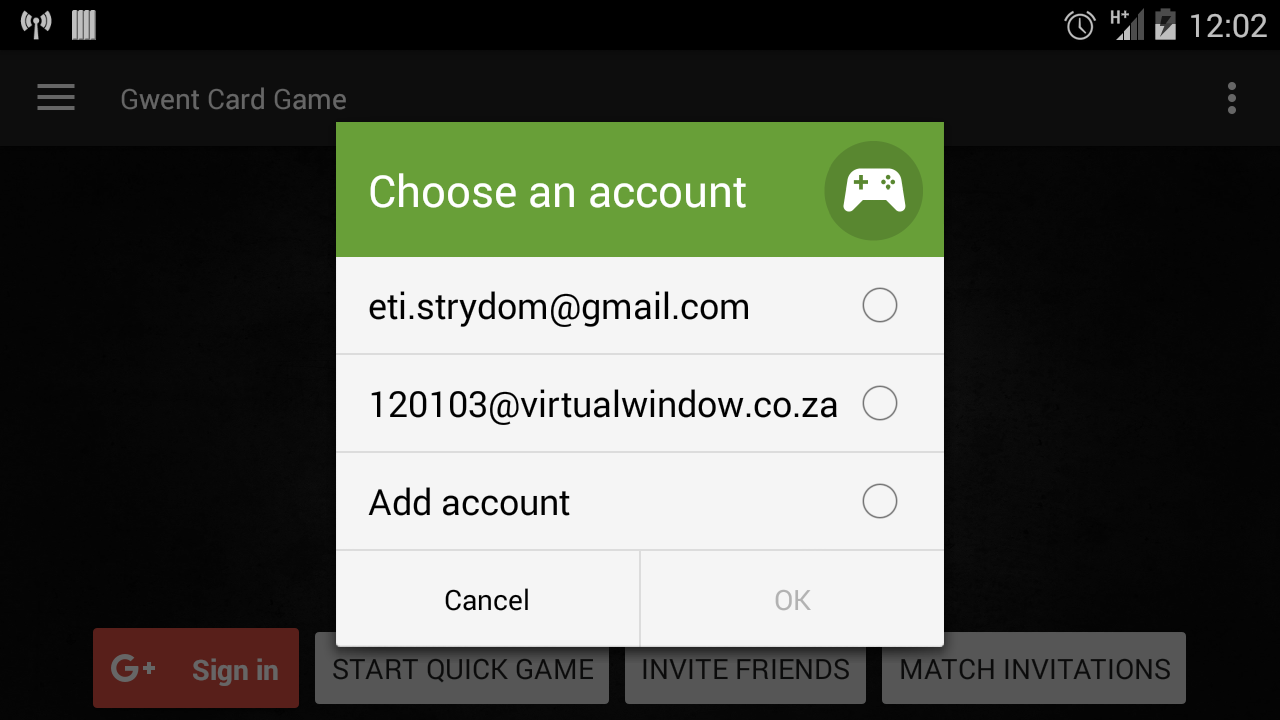 H+ 12:02
Gwent Card Game
Choose an account
eti.strydom@gmail.com
120103@virtualwindow.co.za
Add account
Cancel OK
G+ Sign in START QUICK GAME INVITE FRIENDS MATCH INVITATIONS